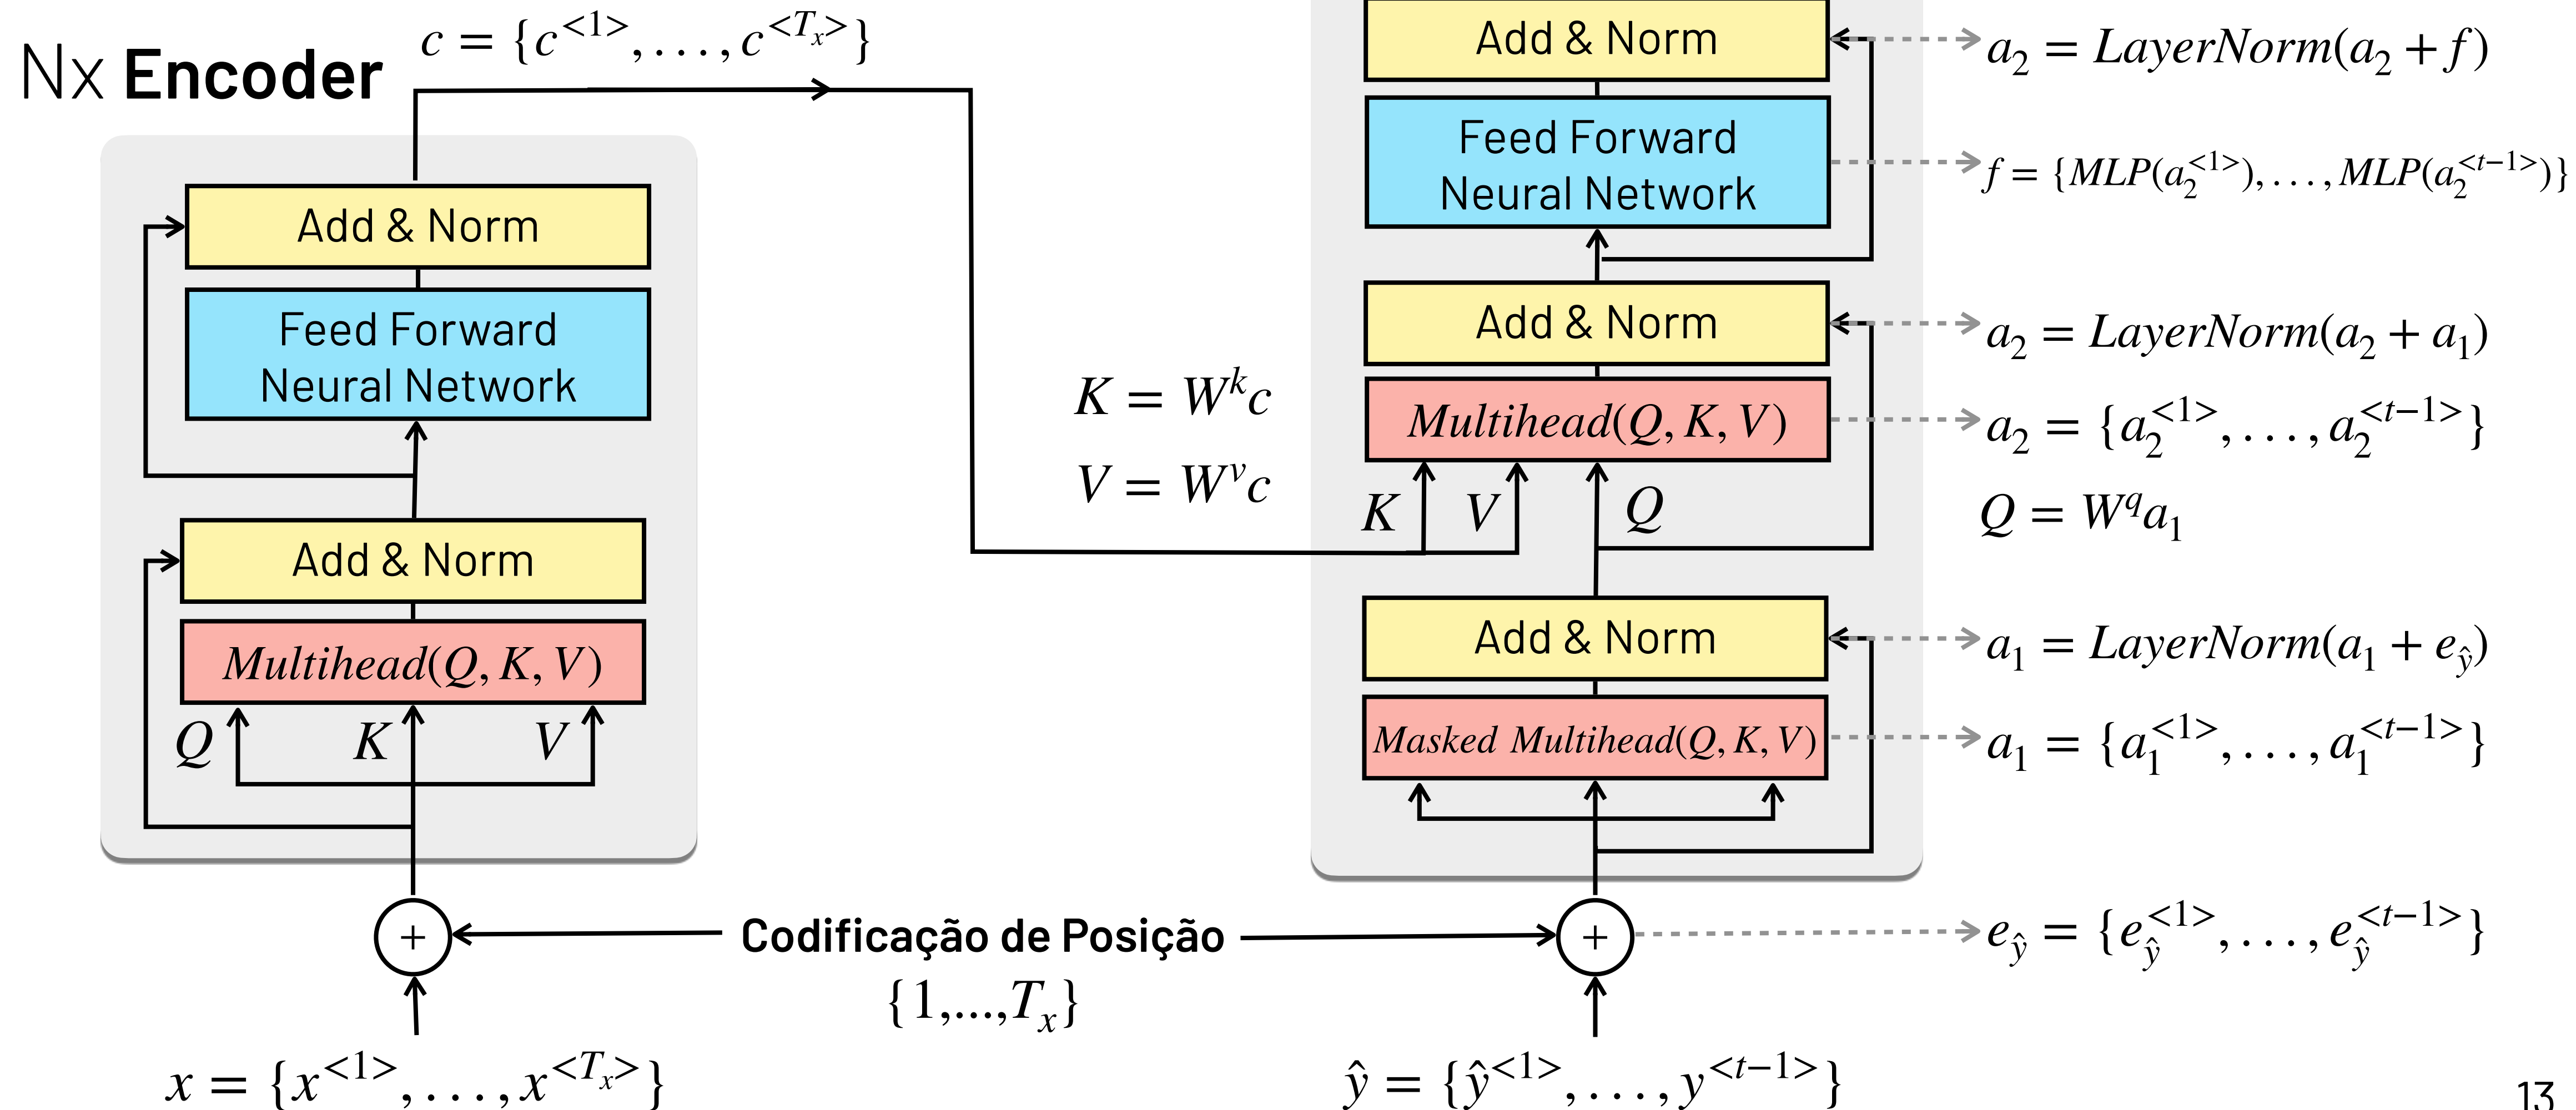 Nx Encoder
c = {c^{<1>}, . . . , c^{<T_x>}}
Add & Norm
Feed Forward
Neural Network
Add & Norm
Multihead(Q, K, V)
Q K V
+
x = {x^{<1>}, . . . , x^{<T_x>}}
Codificação de Posição
{1,...,T_x}
K = W^k c
V = W^v c
Add & Norm
a_2 = LayerNorm(a_2 + f)
Feed Forward
Neural Network
f = {MLP(a_2^{<1>}), . . . , MLP(a_2^{<t−1>})}
Add & Norm
a_2 = LayerNorm(a_2 + a_1)
Multihead(Q, K, V)
a_2 = {a_2^{<1>}, . . . , a_2^{<t−1>}}
K V Q
Q = W^q a_1
Add & Norm
a_1 = LayerNorm(a_1 + e_ŷ)
Masked Multihead(Q, K, V)
a_1 = {a_1^{<1>}, . . . , a_1^{<t−1>}}
+
e_ŷ = {e_ŷ^{<1>}, . . . , e_ŷ^{<t−1>}}
ŷ = {ŷ^{<1>}, . . . , y^{<t−1>}}
13